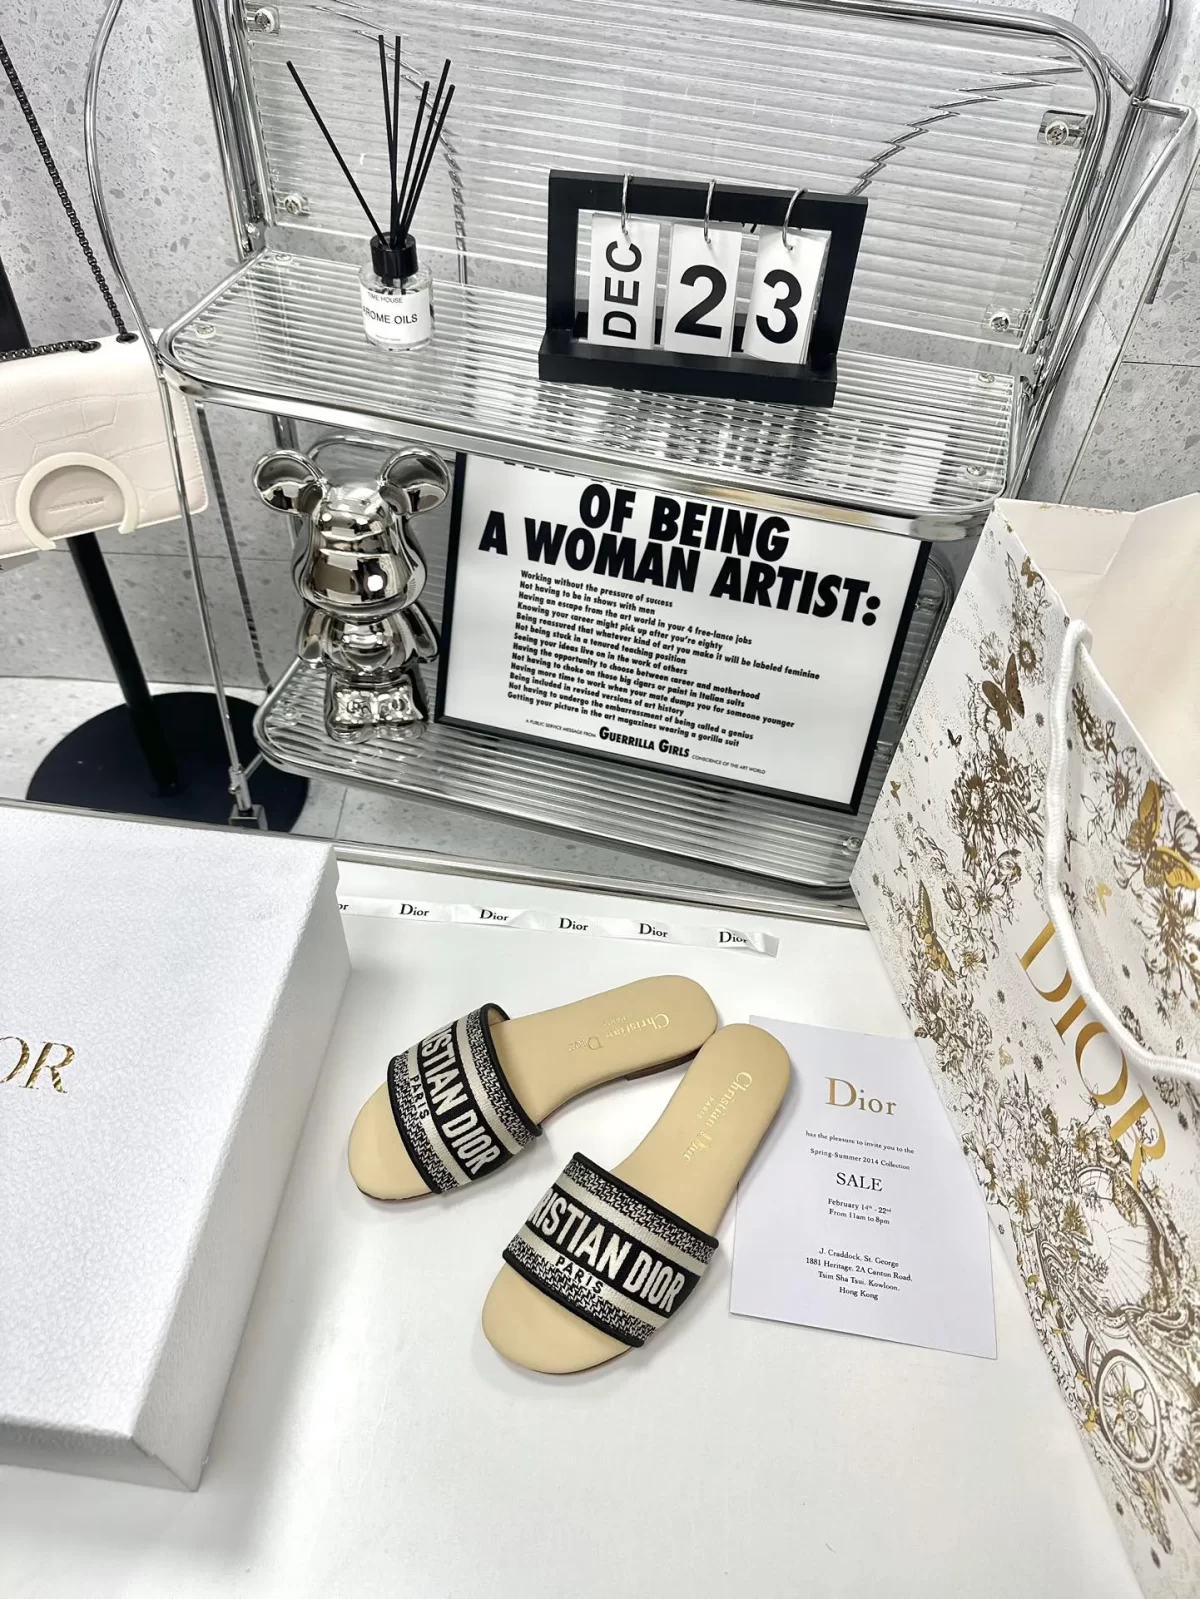 TIME HOUSE
AROME OILS
DEC
2
3
OF BEING
A WOMAN ARTIST:
Working without the pressure of success
Not having to be in shows with men
Having an escape from the art world in your 4 free-lance jobs
Knowing your career might pick up after you're eighty
Being reassured that whatever kind of art you make it will be labeled feminine
Not being stuck in a tenured teaching position
Seeing your ideas live on in the work of others
Having the opportunity to choose between career and motherhood
Not having to choke on those big cigars or paint in Italian suits
Having more time to work when your mate dumps you for someone younger
Being included in revised versions of art history
Not having to undergo the embarrassment of being called a genius
Getting your picture in the art magazines wearing a gorilla suit
A PUBLIC SERVICE MESSAGE FROM GUERRILLA GIRLS CONSCIENCE OF THE ART WORLD
or Dior Dior Dior Dior Dior
OR
DIOR
Christian Dior
PARIS
ISTIAN DIOR
PARIS
Christian Dior
PARIS
RISTIAN DIOR
PARIS
Dior
has the pleasure to invite you to the
Spring-Summer 2014 Collection
SALE
February 14th - 22nd
From 11am to 8pm
J. Craddock, St. George
1881 Heritage, 2A Canton Road,
Tsim Sha Tsui, Kowloon,
Hong Kong